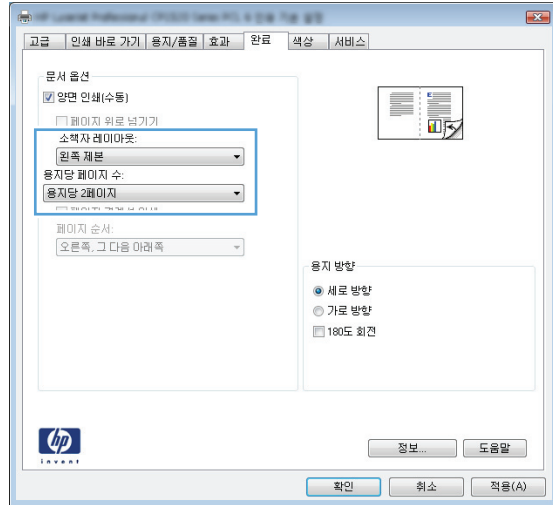 고급 인쇄 바로 가기 용지/품질 효과 완료 색상 서비스
문서 옵션
양면 인쇄(수동)
페이지 위로 넘기기
소책자 레이아웃:
왼쪽 제본
용지당 페이지 수:
용지당 2페이지
페이지 순서:
오른쪽, 그 다음 아래쪽
용지 방향
세로 방향
가로 방향
180도 회전
hp
invent
정보... 도움말
확인 취소 적용(A)